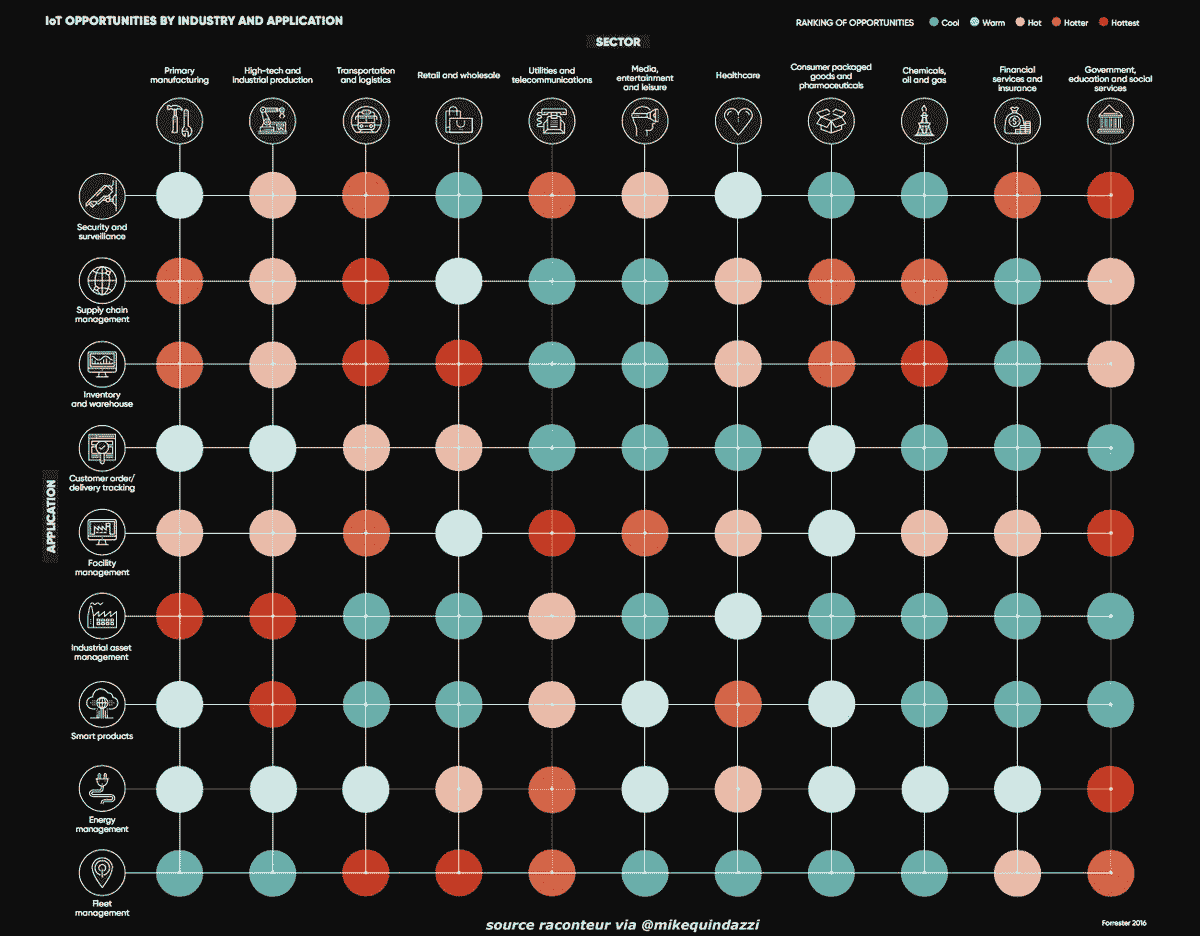 IoT OPPORTUNITIES BY INDUSTRY AND APPLICATION
RANKING OF OPPORTUNITIES Cool Warm Hot Hotter Hottest
SECTOR
Primary
manufacturing
High-tech and
industrial production
Transportation
and logistics
Retail and wholesale
Utilities and
telecommunications
Media,
entertainment
and leisure
Healthcare
Consumer packaged
goods and
pharmaceuticals
Chemicals,
oil and gas
Financial
services and
insurance
Government,
education and social
services
APPLICATION
Security and
surveillance
Supply chain
management
Inventory
and warehouse
Customer order/
delivery tracking
Facility
management
Industrial asset
management
Smart products
Energy
management
Fleet
management
source raconteur via @mikequindazzi
Forrester 2016